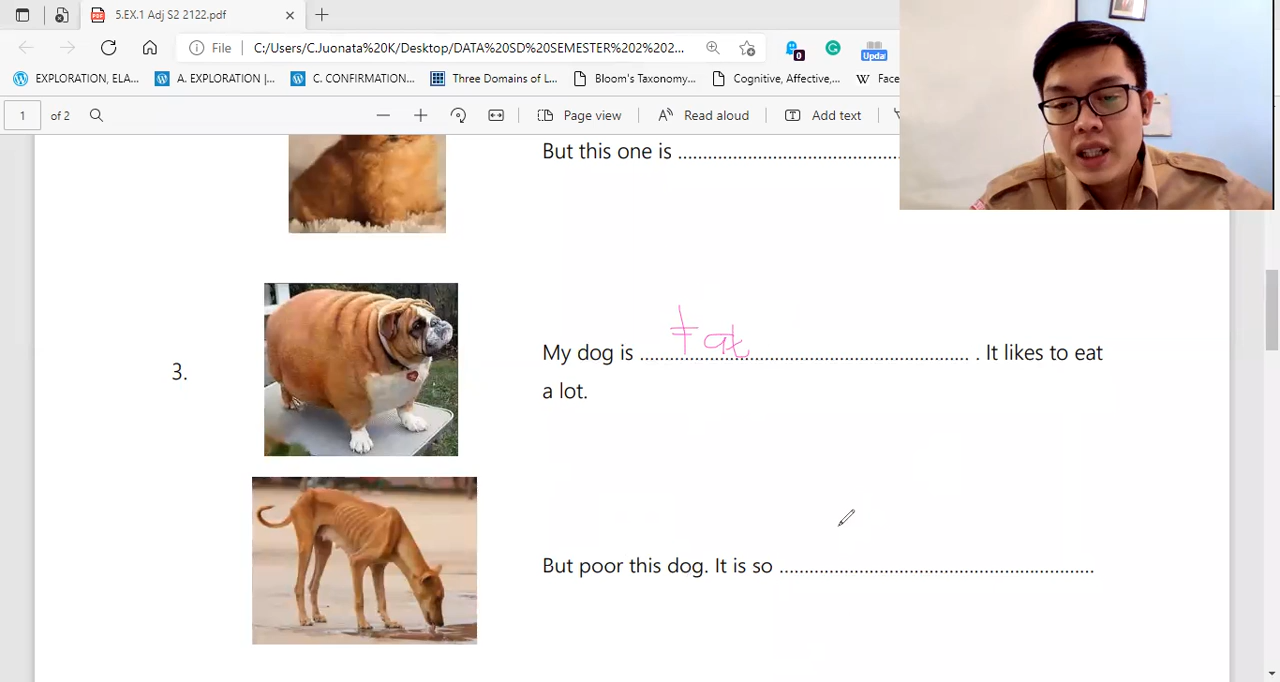 5.EX.1 Adj S2 2122.pdf
File C:/Users/C.Juonata%20K/Desktop/DATA%20SD%20SEMESTER%202%202...
0
Upda
EXPLORATION, ELA... A. EXPLORATION |... C. CONFIRMATION... Three Domains of L... Bloom's Taxonomy... Cognitive, Affective,... Face
1 of 2 Page view Read aloud Add text
But this one is ............................................
3.
My dog is fat .................................................................. . It likes to eat
a lot.
But poor this dog. It is so ...............................................................